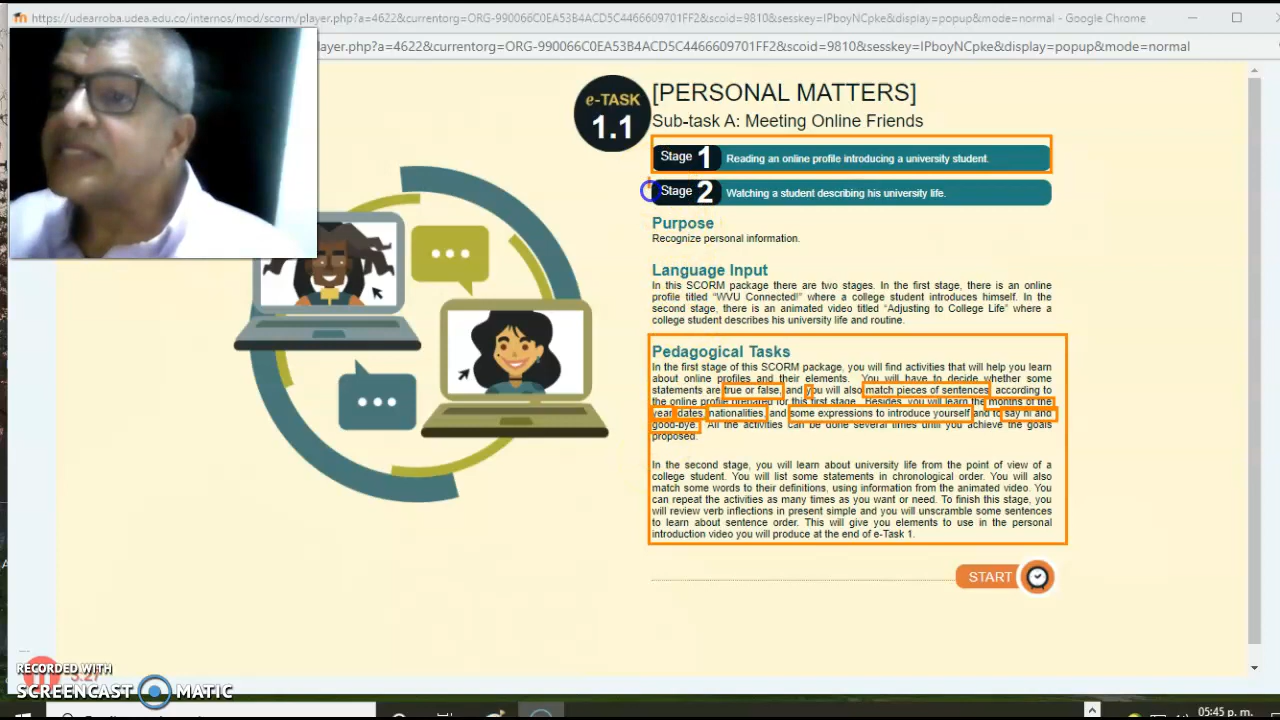 https://udearroba.udea.edu.co/internos/mod/scorm/player.php?a=4622&currentorg=ORG-990066C0EA53B4ACD5C4466609701FF2&scoid=9810&sesskey=IPboyNCpke&display=popup&mode=normal - Google Chrome
player.php?a=4622&currentorg=ORG-990066C0EA53B4ACD5C4466609701FF2&scoid=9810&sesskey=IPboyNCpke&display=popup&mode=normal
e-TASK
1.1
[PERSONAL MATTERS]
Sub-task A: Meeting Online Friends
Stage 1 Reading an online profile introducing a university student.
Stage 2 Watching a student describing his university life.
Purpose
Recognize personal information.
Language Input
In this SCORM package there are two stages. In the first stage, there is an online
profile titled “WVU Connected!” where a college student introduces himself. In the
second stage, there is an animated video titled “Adjusting to College Life” where a
college student describes his university life and routine.
Pedagogical Tasks
In the first stage of this SCORM package, you will find activities that will help you learn
about online profiles and their elements. You will have to decide whether some
statements are true or false, and you will also match pieces of sentences, according to
the online profile prepared for this first stage. Besides, you will learn the months of the
year, dates, nationalities, and some expressions to introduce yourself and to say hi and
good-bye. All the activities can be done several times until you achieve the goals
proposed.
In the second stage, you will learn about university life from the point of view of a
college student. You will list some statements in chronological order. You will also
match some words to their definitions, using information from the animated video. You
can repeat the activities as many times as you want or need. To finish this stage, you
will review verb inflections in present simple and you will unscramble some sentences
to learn about sentence order. This will give you elements to use in the personal
introduction video you will produce at the end of e-Task 1.
START
RECORDED WITH
SCREENCAST MATIC
05:45 p. m.